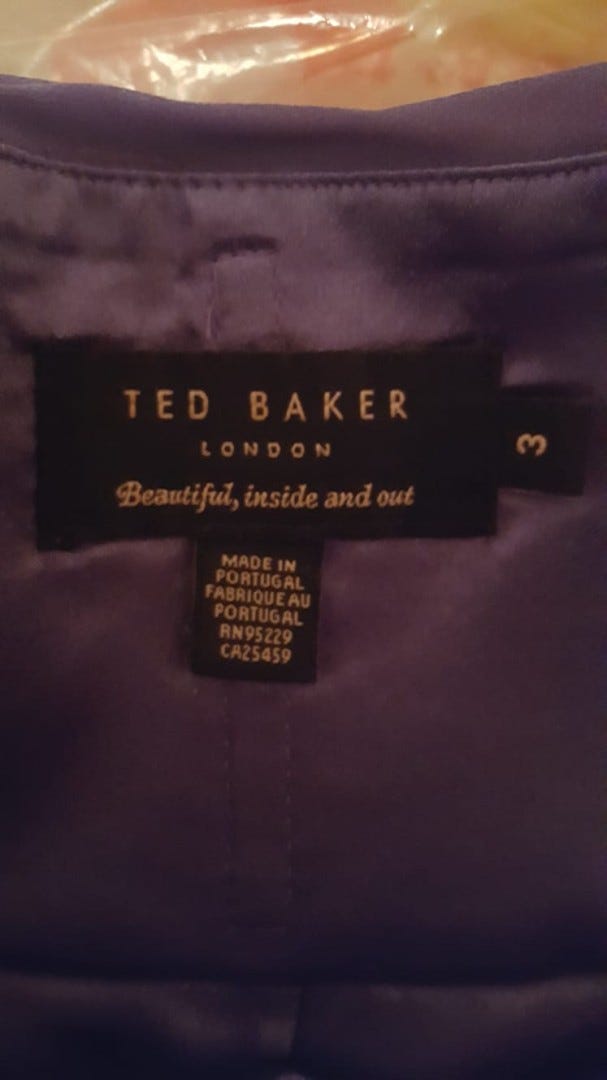 TED BAKER
LONDON
Beautiful, inside and out
3
MADE IN
PORTUGAL
FABRIQUE AU
PORTUGAL
RN95229
CA25459